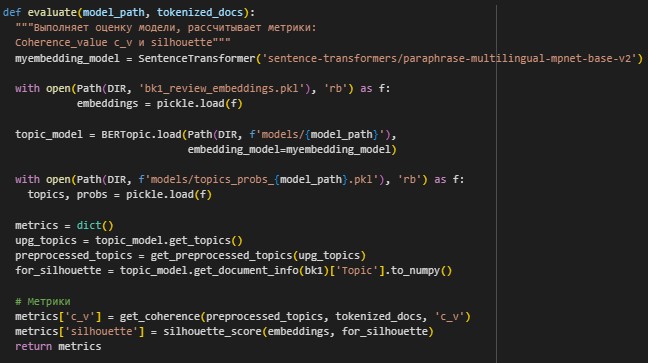 def evaluate(model_path, tokenized_docs):
"""Выполняет оценку модели, рассчитывает метрики:
Coherence_value c_v и silhouette"""
myembedding_model = SentenceTransformer('sentence-transformers/paraphrase-multilingual-mpnet-base-v2')
with open(Path(DIR, 'bk1_review_embeddings.pkl'), 'rb') as f:
embeddings = pickle.load(f)
topic_model = BERTopic.load(Path(DIR, f'models/{model_path}'),
embedding_model=myembedding_model)
with open(Path(DIR, f'models/topics_probs_{model_path}.pkl'), 'rb') as f:
topics, probs = pickle.load(f)
metrics = dict()
upg_topics = topic_model.get_topics()
preprocessed_topics = get_preprocessed_topics(upg_topics)
for_silhouette = topic_model.get_document_info(bk1)['Topic'].to_numpy()
# Метрики
metrics['c_v'] = get_coherence(preprocessed_topics, tokenized_docs, 'c_v')
metrics['silhouette'] = silhouette_score(embeddings, for_silhouette)
return metrics